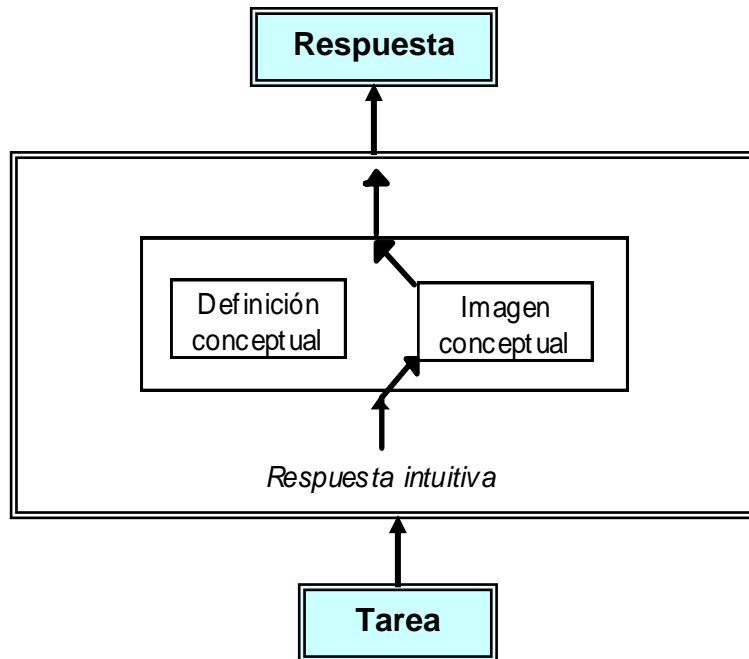 Respuesta
Definición
conceptual
Imagen
conceptual
Respuesta intuitiva
Tarea